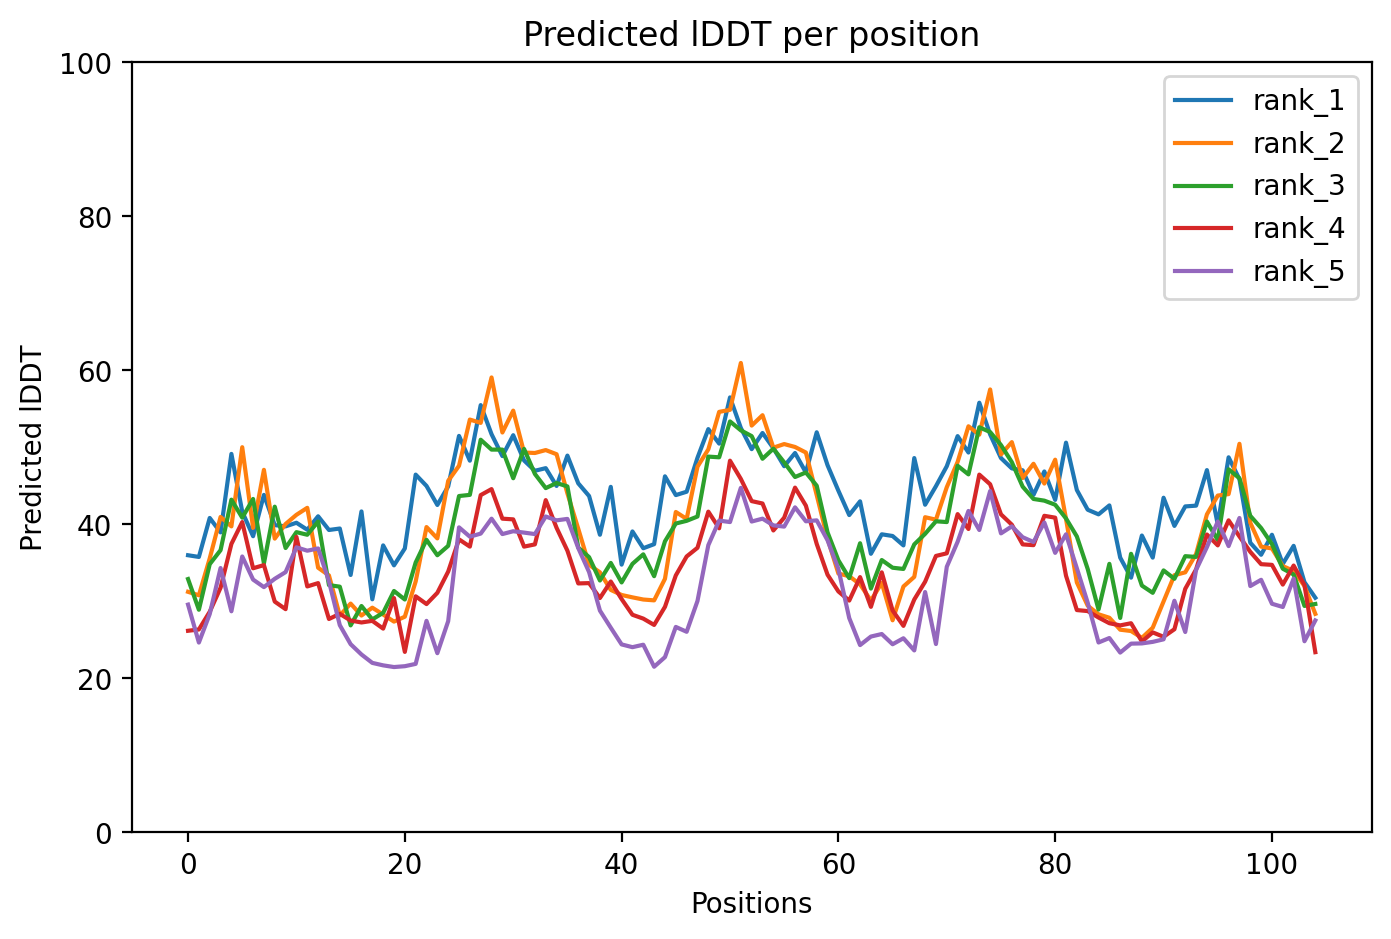 Predicted lDDT per position
100
80
60
40
20
0
Predicted lDDT
0 20 40 60 80 100
Positions
rank_1
rank_2
rank_3
rank_4
rank_5